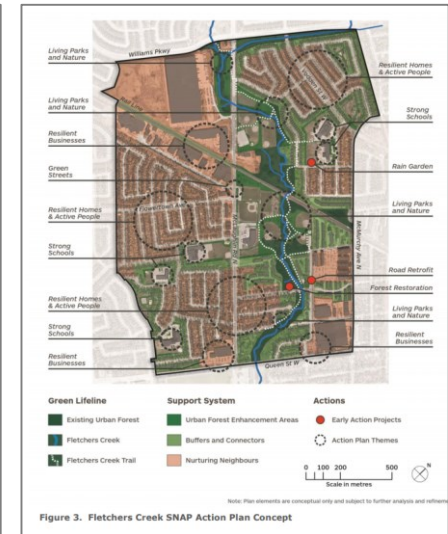 Williams Pkwy
Living Parks
and Nature
Living Parks
and Nature
Resilient
Businesses
Green
Streets
Resilient Homes
& Active People
Strong
Schools
Resilient Homes
& Active People
Strong
Schools
Resilient
Businesses
Resilient Homes
& Active People
Strong
Schools
Rain Garden
Living Parks
and Nature
Road Retrofit
Forest Restoration
Living Parks
and Nature
Resilient
Businesses
McMurchy Ave N
Queen St W
Green Lifeline
Existing Urban Forest
Fletchers Creek
Fletchers Creek Trail
Support System
Urban Forest Enhancement Areas
Buffers and Connectors
Nurturing Neighbours
Actions
Early Action Projects
Action Plan Themes
0 100 200 500
Scale in metres
N
Note: Plan elements are conceptual only and subject to further analysis and refineme
Figure 3. Fletchers Creek SNAP Action Plan Concept